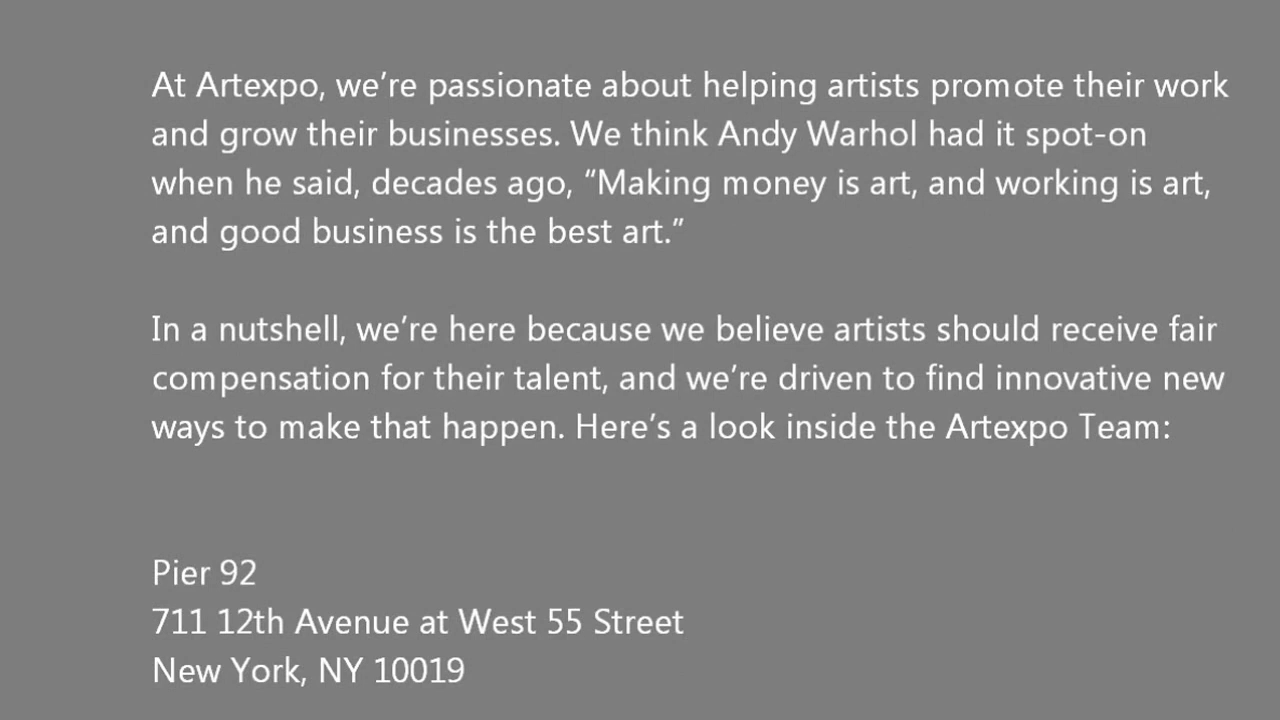 At Artexpo, we’re passionate about helping artists promote their work
and grow their businesses. We think Andy Warhol had it spot-on
when he said, decades ago, “Making money is art, and working is art,
and good business is the best art.”
In a nutshell, we’re here because we believe artists should receive fair
compensation for their talent, and we’re driven to find innovative new
ways to make that happen. Here’s a look inside the Artexpo Team:
Pier 92
711 12th Avenue at West 55 Street
New York, NY 10019